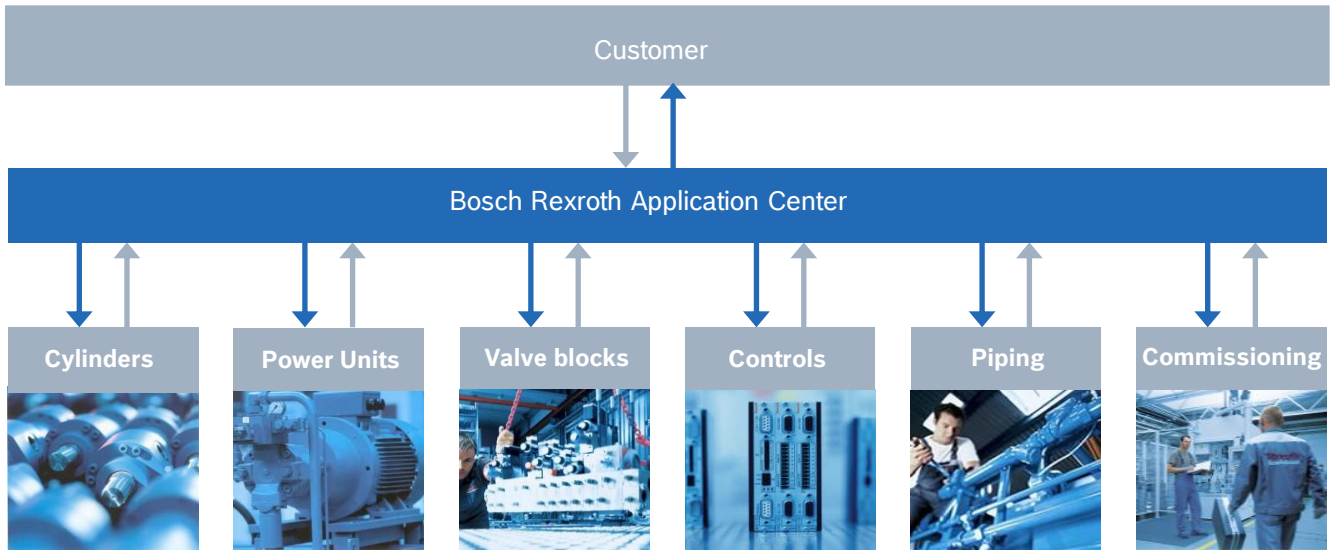 Customer
Bosch Rexroth Application Center
Cylinders
Power Units
Valve blocks
Controls
Piping
Commissioning